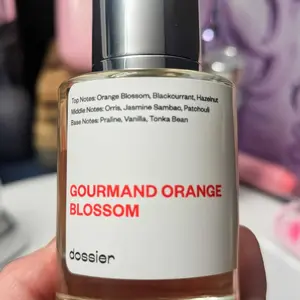 Top Notes: Orange Blossom, Blackcurrant, Hazelnut
Middle Notes: Orris, Jasmine Sambac, Patchouli
Base Notes: Praline, Vanilla, Tonka Bean
GOURMAND ORANGE
BLOSSOM
dossier